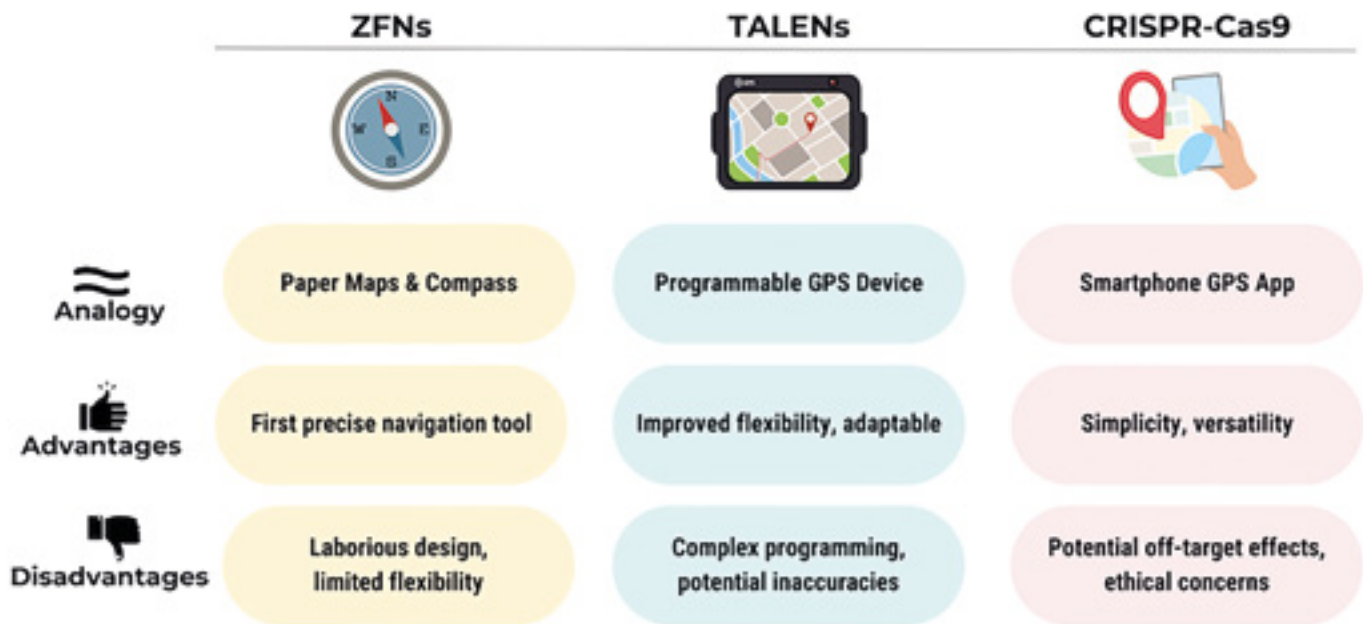 ZFNs
TALENs
CRISPR-Cas9
N
W
E
S
Analogy
Paper Maps & Compass
Programmable GPS Device
Smartphone GPS App
Advantages
First precise navigation tool
Improved flexibility, adaptable
Simplicity, versatility
Disadvantages
Laborious design,
limited flexibility
Complex programming,
potential inaccuracies
Potential off-target effects,
ethical concerns